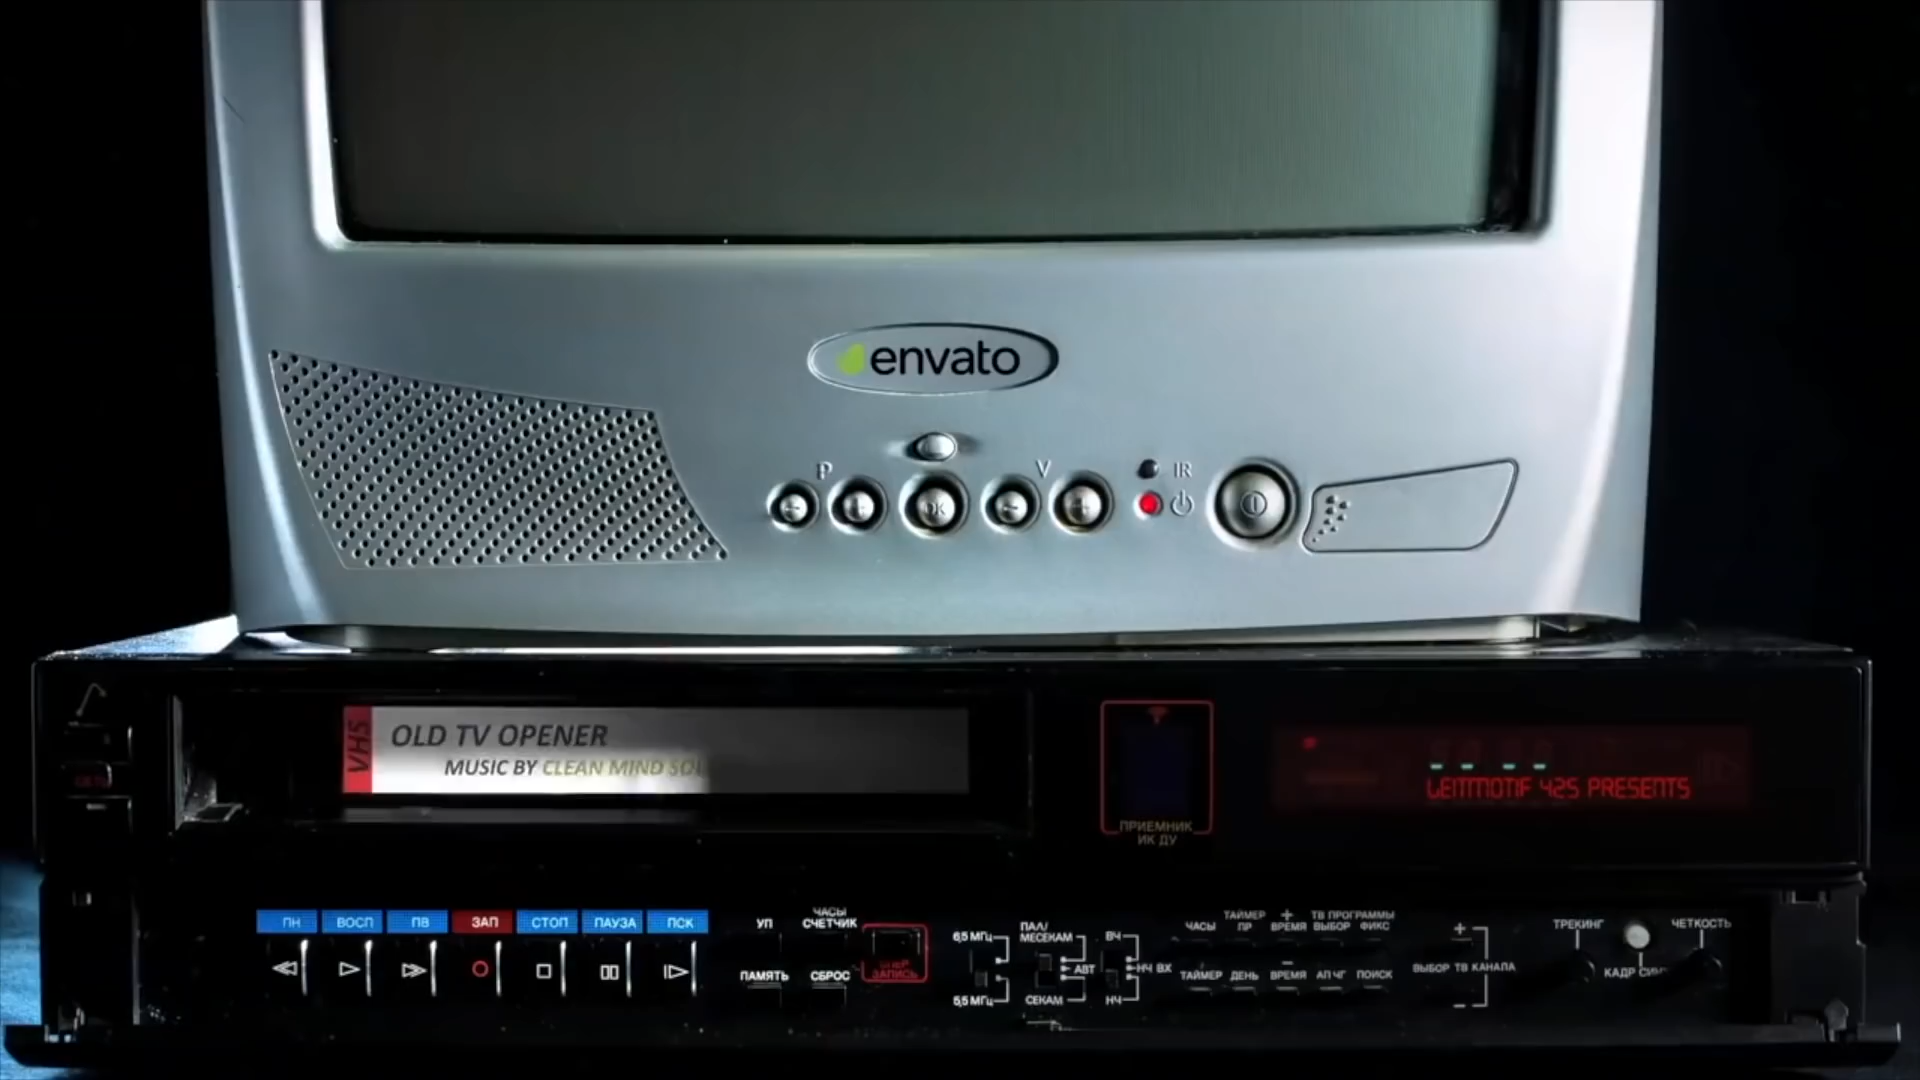 envato
P
V
IR
OK
VHS
OLD TV OPENER
MUSIC BY CLEAN MIND SOU
LEITMOTIF 425 PRESENTS
ПРИЕМНИК
ИК ДУ
ПН ВОСП ПВ ЗАП СТОП ПАУЗА ПСК
УП
ЧАСЫ
СЧЕТЧИК
ПАМЯТЬ СБРОС
ЗАПИСЬ
6,5 МГц
5,5 МГц
ПАЛ/
МЕСЕКАМ
АВТ
СЕКАМ
ВЧ
НЧ ВХ
НЧ
ЧАСЫ
ТАЙМЕР
ПР
+
ВРЕМЯ
ТВ ПРОГРАММЫ
ВЫБОР ФИКС
ТАЙМЕР ДЕНЬ
–
ВРЕМЯ
АП ЧГ ПОИСК
+
ВЫБОР ТВ КАНАЛА
–
ТРЕКИНГ
ЧЕТКОСТЬ
КАДР